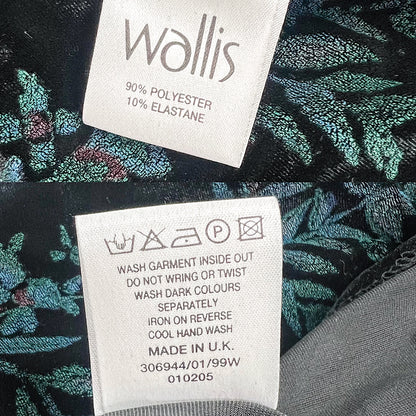 wallis
90% POLYESTER
10% ELASTANE
P
WASH GARMENT INSIDE OUT
DO NOT WRING OR TWIST
WASH DARK COLOURS
SEPARATELY
IRON ON REVERSE
COOL HAND WASH
MADE IN U.K.
306944/01/99W
010205